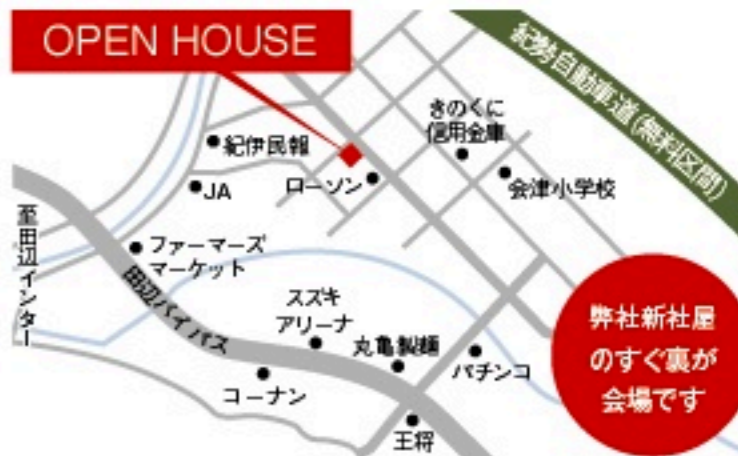 OPEN HOUSE
紀勢自動車道(無料区間)
きのくに
信用金庫
紀伊民報
ローソン
会津小学校
JA
至田辺インター
ファーマーズ
マーケット
田辺バイパス
スズキ
アリーナ
丸亀製麺
パチンコ
コーナン
王将
弊社新社屋
のすぐ裏が
会場です